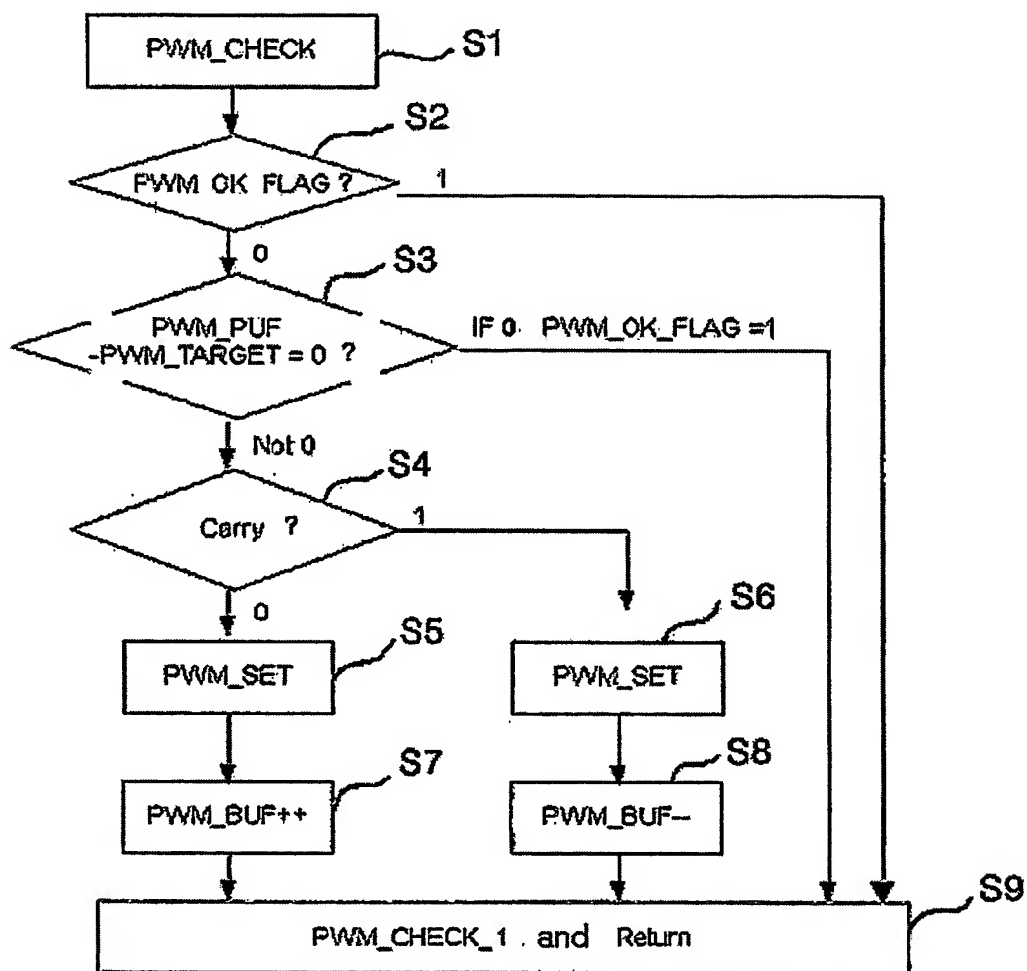 PWM_CHECK
S1
S2
PWM OK FLAG ?
1
0
S3
PWM_PUF
-PWM_TARGET = 0 ?
IF 0 PWM_OK_FLAG =1
Not 0
S4
Carry ?
1
0
S5
S6
PWM_SET
PWM_SET
S7
S8
PWM_BUF++
PWM_BUF--
S9
PWM_CHECK_1 . and Return